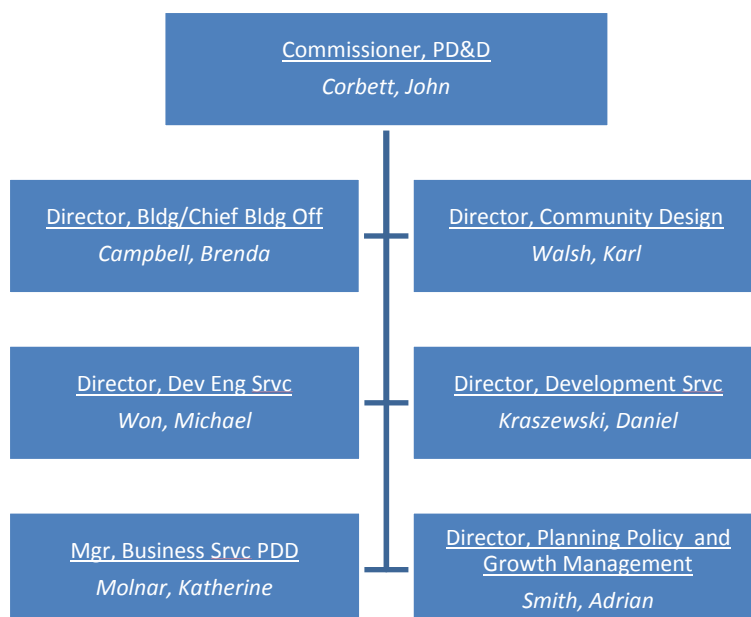 Commissioner, PD&D
Corbett, John
Director, Bldg/Chief Bldg Off
Campbell, Brenda
Director, Community Design
Walsh, Karl
Director, Dev Eng Srvc
Won, Michael
Director, Development Srvc
Kraszewski, Daniel
Mgr, Business Srvc PDD
Molnar, Katherine
Director, Planning Policy and
Growth Management
Smith, Adrian